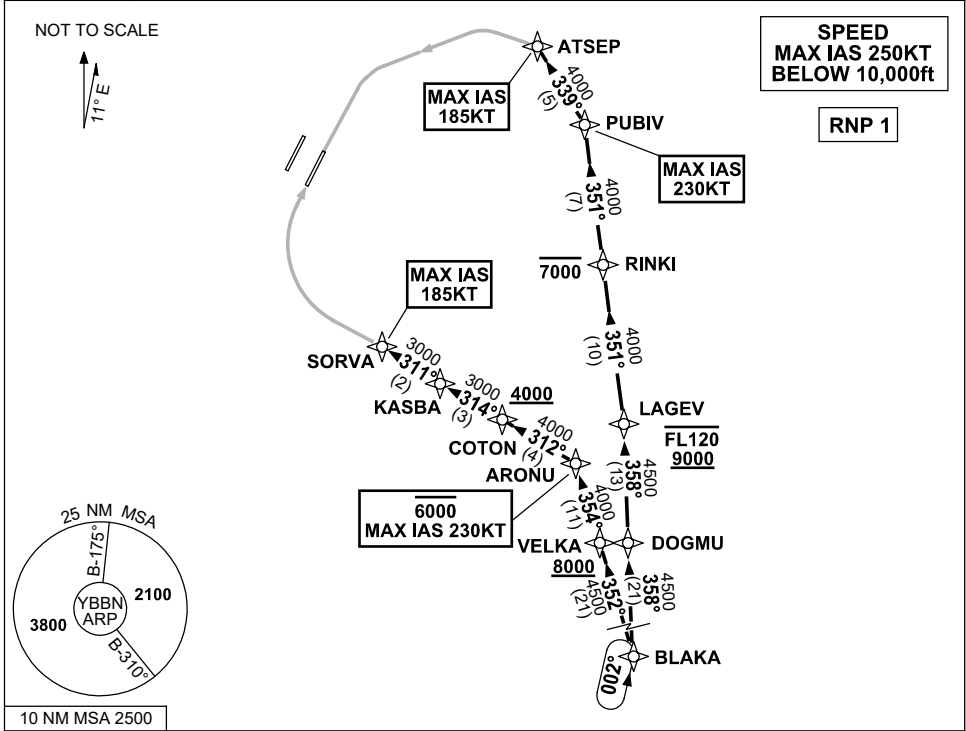 NOT TO SCALE
11° E
SPEED
MAX IAS 250KT
BELOW 10,000ft
RNP 1
ATSEP
MAX IAS
185KT
4000
339°
(5)
PUBIV
MAX IAS
230KT
4000
351°
(7)
7000
RINKI
MAX IAS
185KT
4000
351°
(10)
SORVA
3000
311°
(2)
KASBA
3000
314°
(3)
4000
COTON
4000
312°
(4)
ARONU
LAGEV
FL120
9000
6000
MAX IAS 230KT
4000
354°
(11)
4500
358°
(13)
VELKA
8000
DOGMU
4500
352°
(21)
4500
358°
(21)
BLAKA
002°
25 NM MSA
B-175°
YBBN
ARP
2100
3800
B-310°
10 NM MSA 2500